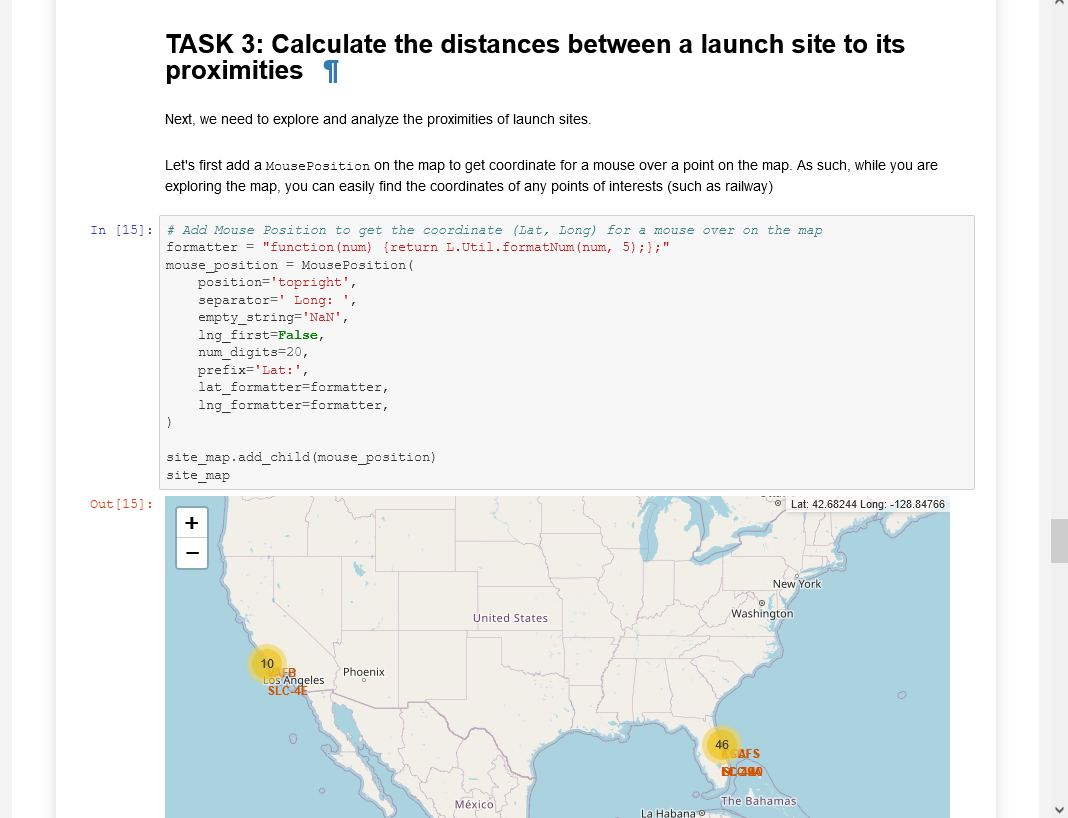 TASK 3: Calculate the distances between a launch site to its
proximities ¶
Next, we need to explore and analyze the proximities of launch sites.
Let's first add a MousePosition on the map to get coordinate for a mouse over a point on the map. As such, while you are
exploring the map, you can easily find the coordinates of any points of interests (such as railway)
In [15]:
# Add Mouse Position to get the coordinate (Lat, Long) for a mouse over on the map
formatter = "function(num) {return L.Util.formatNum(num, 5);};"
mouse_position = MousePosition(
    position='topright',
    separator=' Long: ',
    empty_string='NaN',
    lng_first=False,
    num_digits=20,
    prefix='Lat:',
    lat_formatter=formatter,
    lng_formatter=formatter,
)
site_map.add_child(mouse_position)
site_map
Out[15]:
Lat: 42.68244 Long: -128.84766
+
−
New York
Washington
United States
10
Phoenix
Los Angeles
SLC-4E
46
México
The Bahamas
La Habana